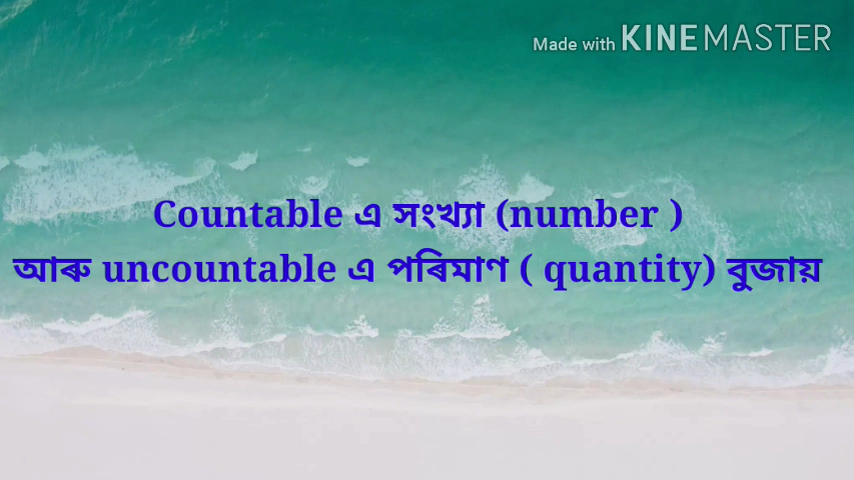 Made with KINEMASTER
Countable এ সংখ্যা (number )
আৰু uncountable এ পৰিমাণ ( quantity) বুজায়